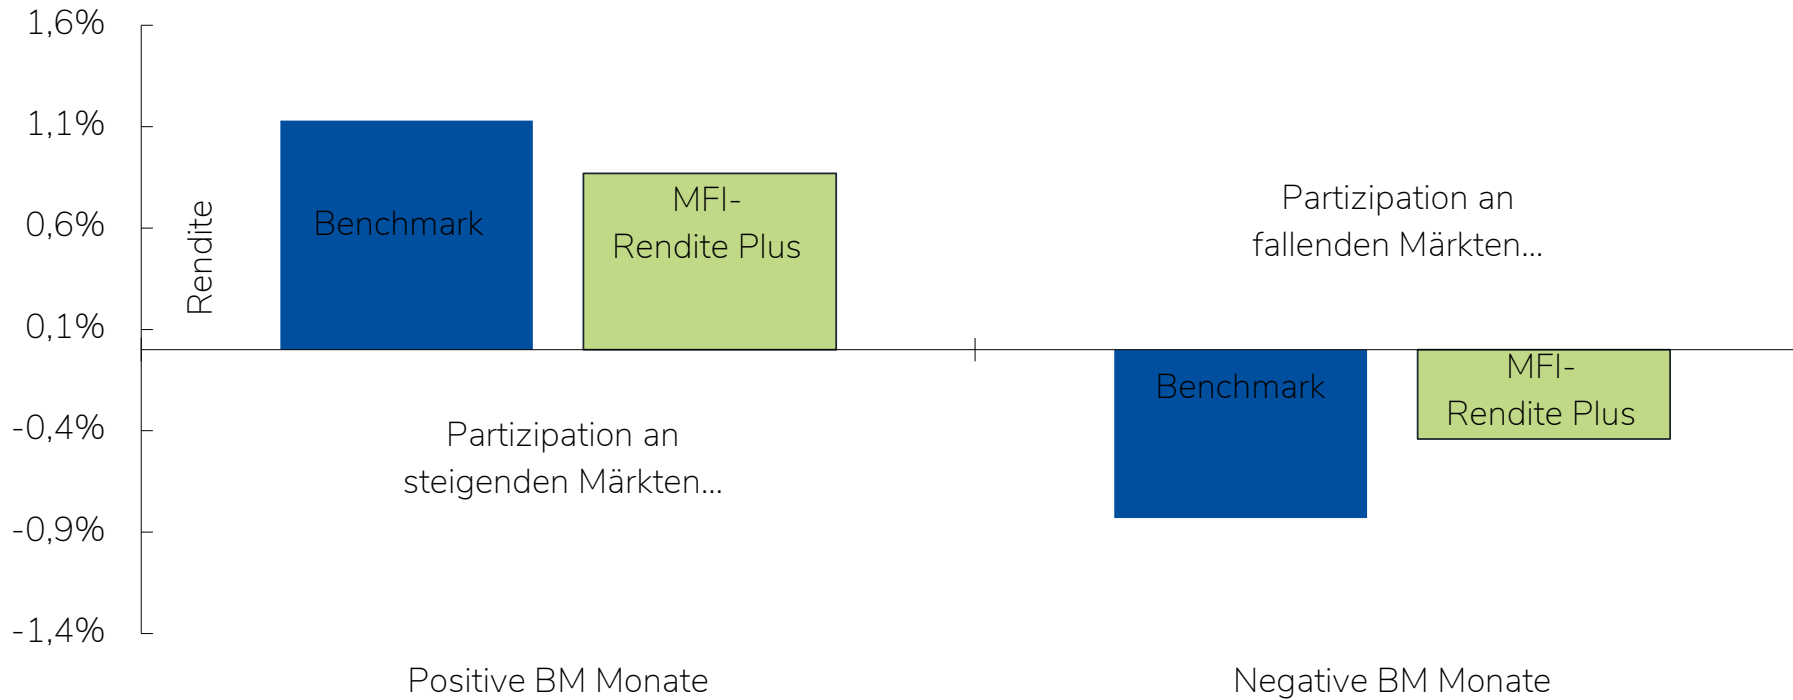 1,6%
1,1%
0,6%
0,1%
-0,4%
-0,9%
-1,4%
Rendite
Benchmark
MFI-
Rendite Plus
Partizipation an
steigenden Märkten...
Partizipation an
fallenden Märkten...
Benchmark
MFI-
Rendite Plus
Positive BM Monate
Negative BM Monate